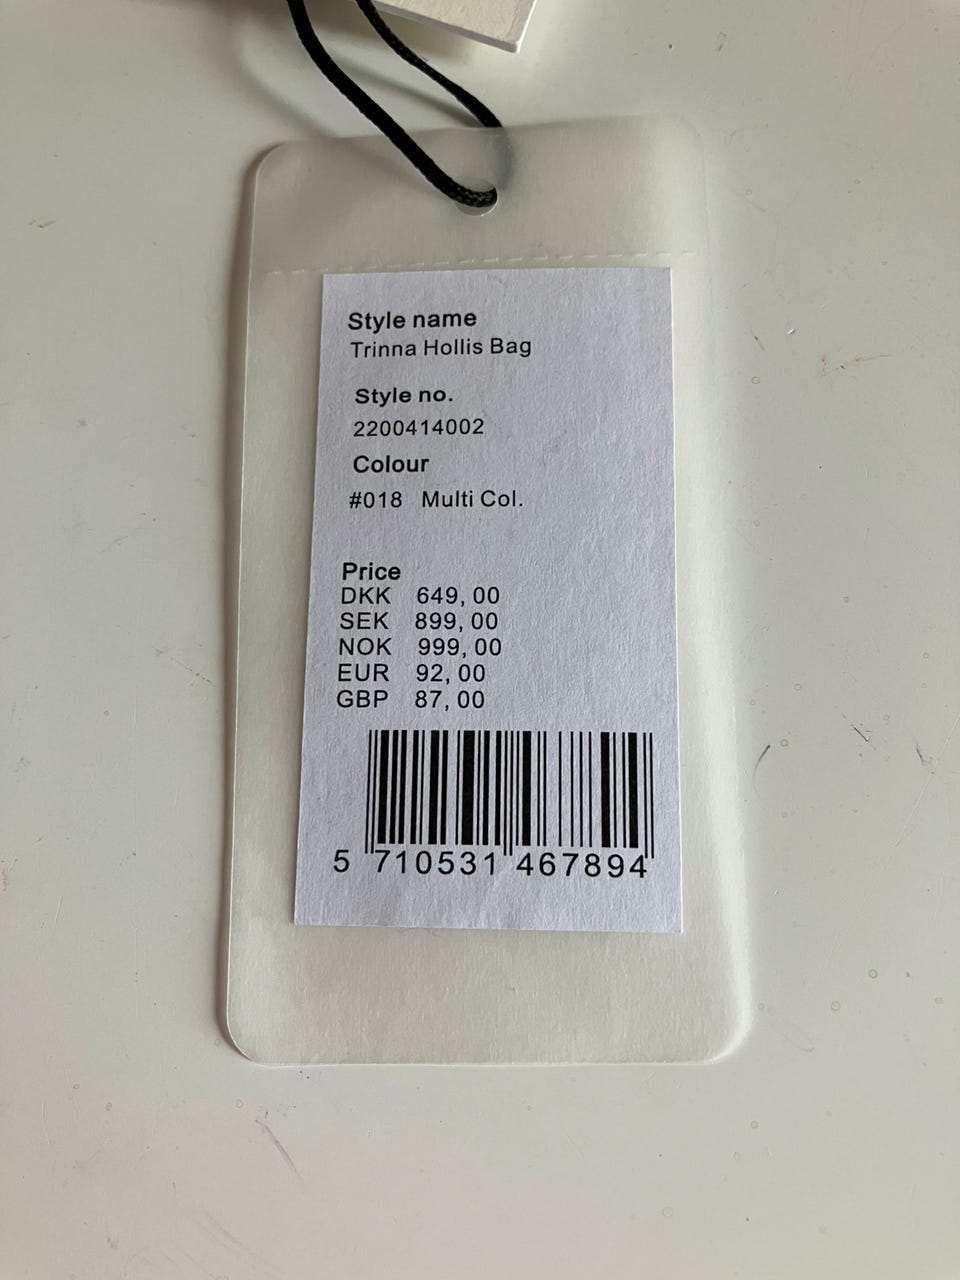 Style name
Trinna Hollis Bag
Style no.
2200414002
Colour
#018 Multi Col.
Price
DKK 649,00
SEK 899,00
NOK 999,00
EUR 92,00
GBP 87,00
5 710531 467894